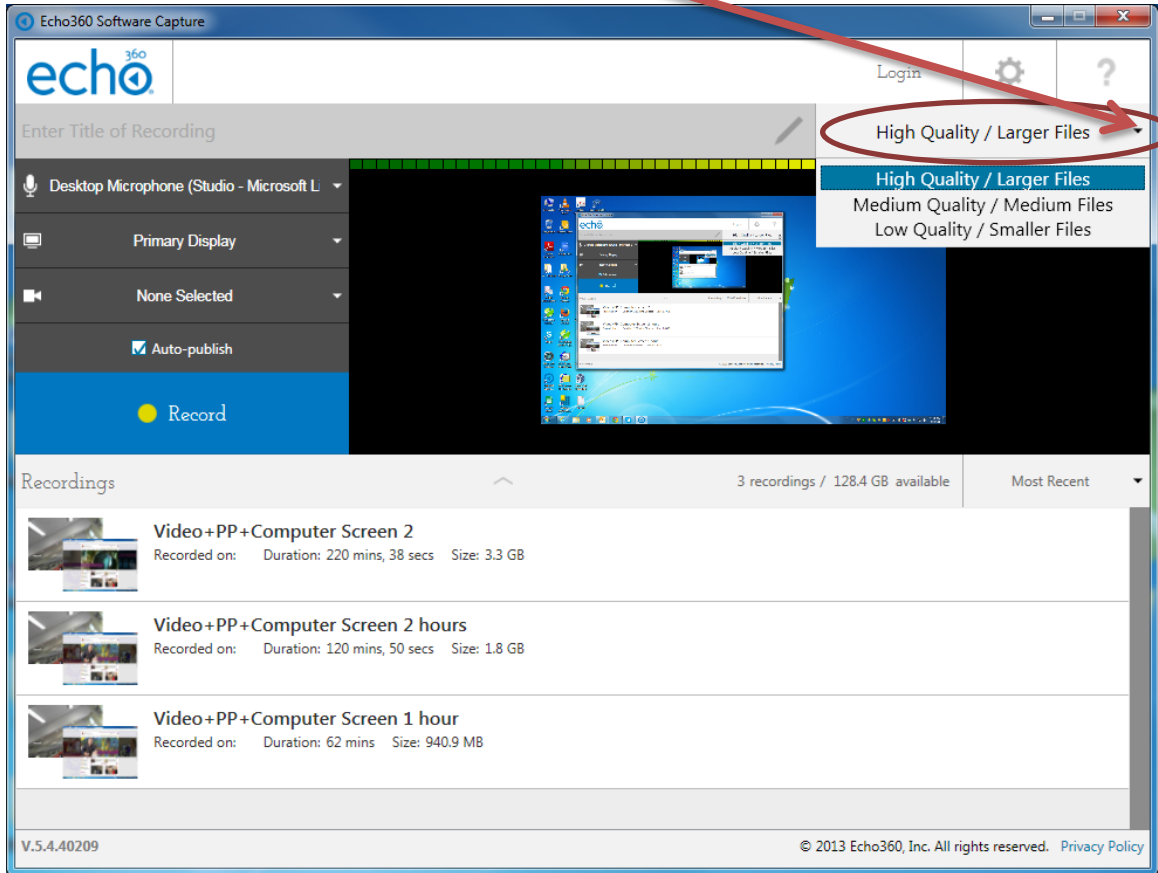 Echo360 Software Capture
echo360
Login
?
Enter Title of Recording
High Quality / Larger Files
High Quality / Larger Files
Medium Quality / Medium Files
Low Quality / Smaller Files
Desktop Microphone (Studio - Microsoft Li
Primary Display
None Selected
Auto-publish
Record
Recordings
3 recordings / 128.4 GB available
Most Recent
Video+PP+Computer Screen 2
Recorded on: Duration: 220 mins, 38 secs Size: 3.3 GB
Video+PP+Computer Screen 2 hours
Recorded on: Duration: 120 mins, 50 secs Size: 1.8 GB
Video+PP+Computer Screen 1 hour
Recorded on: Duration: 62 mins Size: 940.9 MB
V.5.4.40209
© 2013 Echo360, Inc. All rights reserved. Privacy Policy